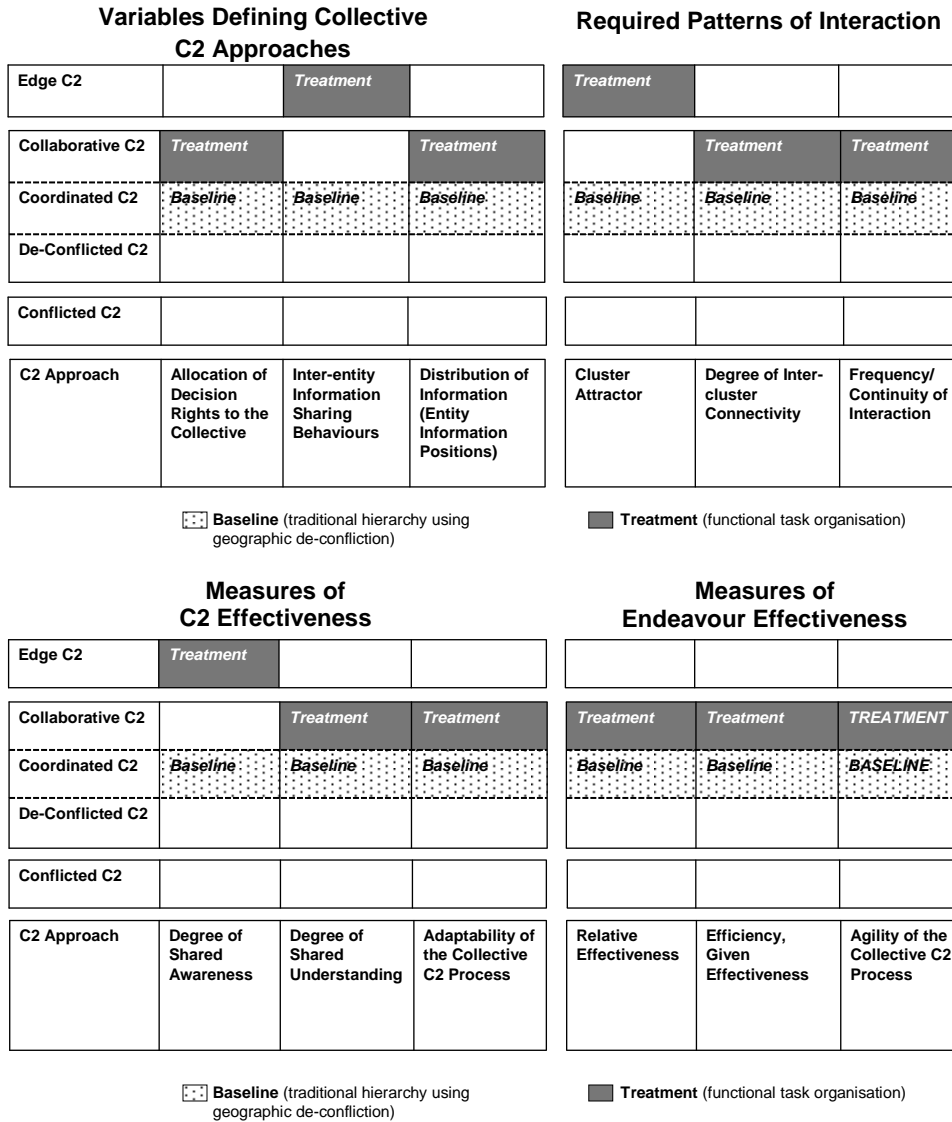 Variables Defining Collective
C2 Approaches
Required Patterns of Interaction
Edge C2
Treatment
Treatment
Collaborative C2
Treatment
Treatment
Treatment
Treatment
Coordinated C2
Baseline
Baseline
Baseline
Baseline
Baseline
Baseline
De-Conflicted C2
Conflicted C2
C2 Approach
Allocation of
Decision
Rights to the
Collective
Inter-entity
Information
Sharing
Behaviours
Distribution of
Information
(Entity
Information
Positions)
Cluster
Attractor
Degree of Inter-
cluster
Connectivity
Frequency/
Continuity of
Interaction
Baseline (traditional hierarchy using
geographic de-confliction)
Treatment (functional task organisation)
Measures of
C2 Effectiveness
Measures of
Endeavour Effectiveness
Edge C2
Treatment
Collaborative C2
Treatment
Treatment
Treatment
Treatment
TREATMENT
Coordinated C2
Baseline
Baseline
Baseline
Baseline
Baseline
BASELINE
De-Conflicted C2
Conflicted C2
C2 Approach
Degree of
Shared
Awareness
Degree of
Shared
Understanding
Adaptability of
the Collective
C2 Process
Relative
Effectiveness
Efficiency,
Given
Effectiveness
Agility of the
Collective C2
Process
Baseline (traditional hierarchy using
geographic de-confliction)
Treatment (functional task organisation)